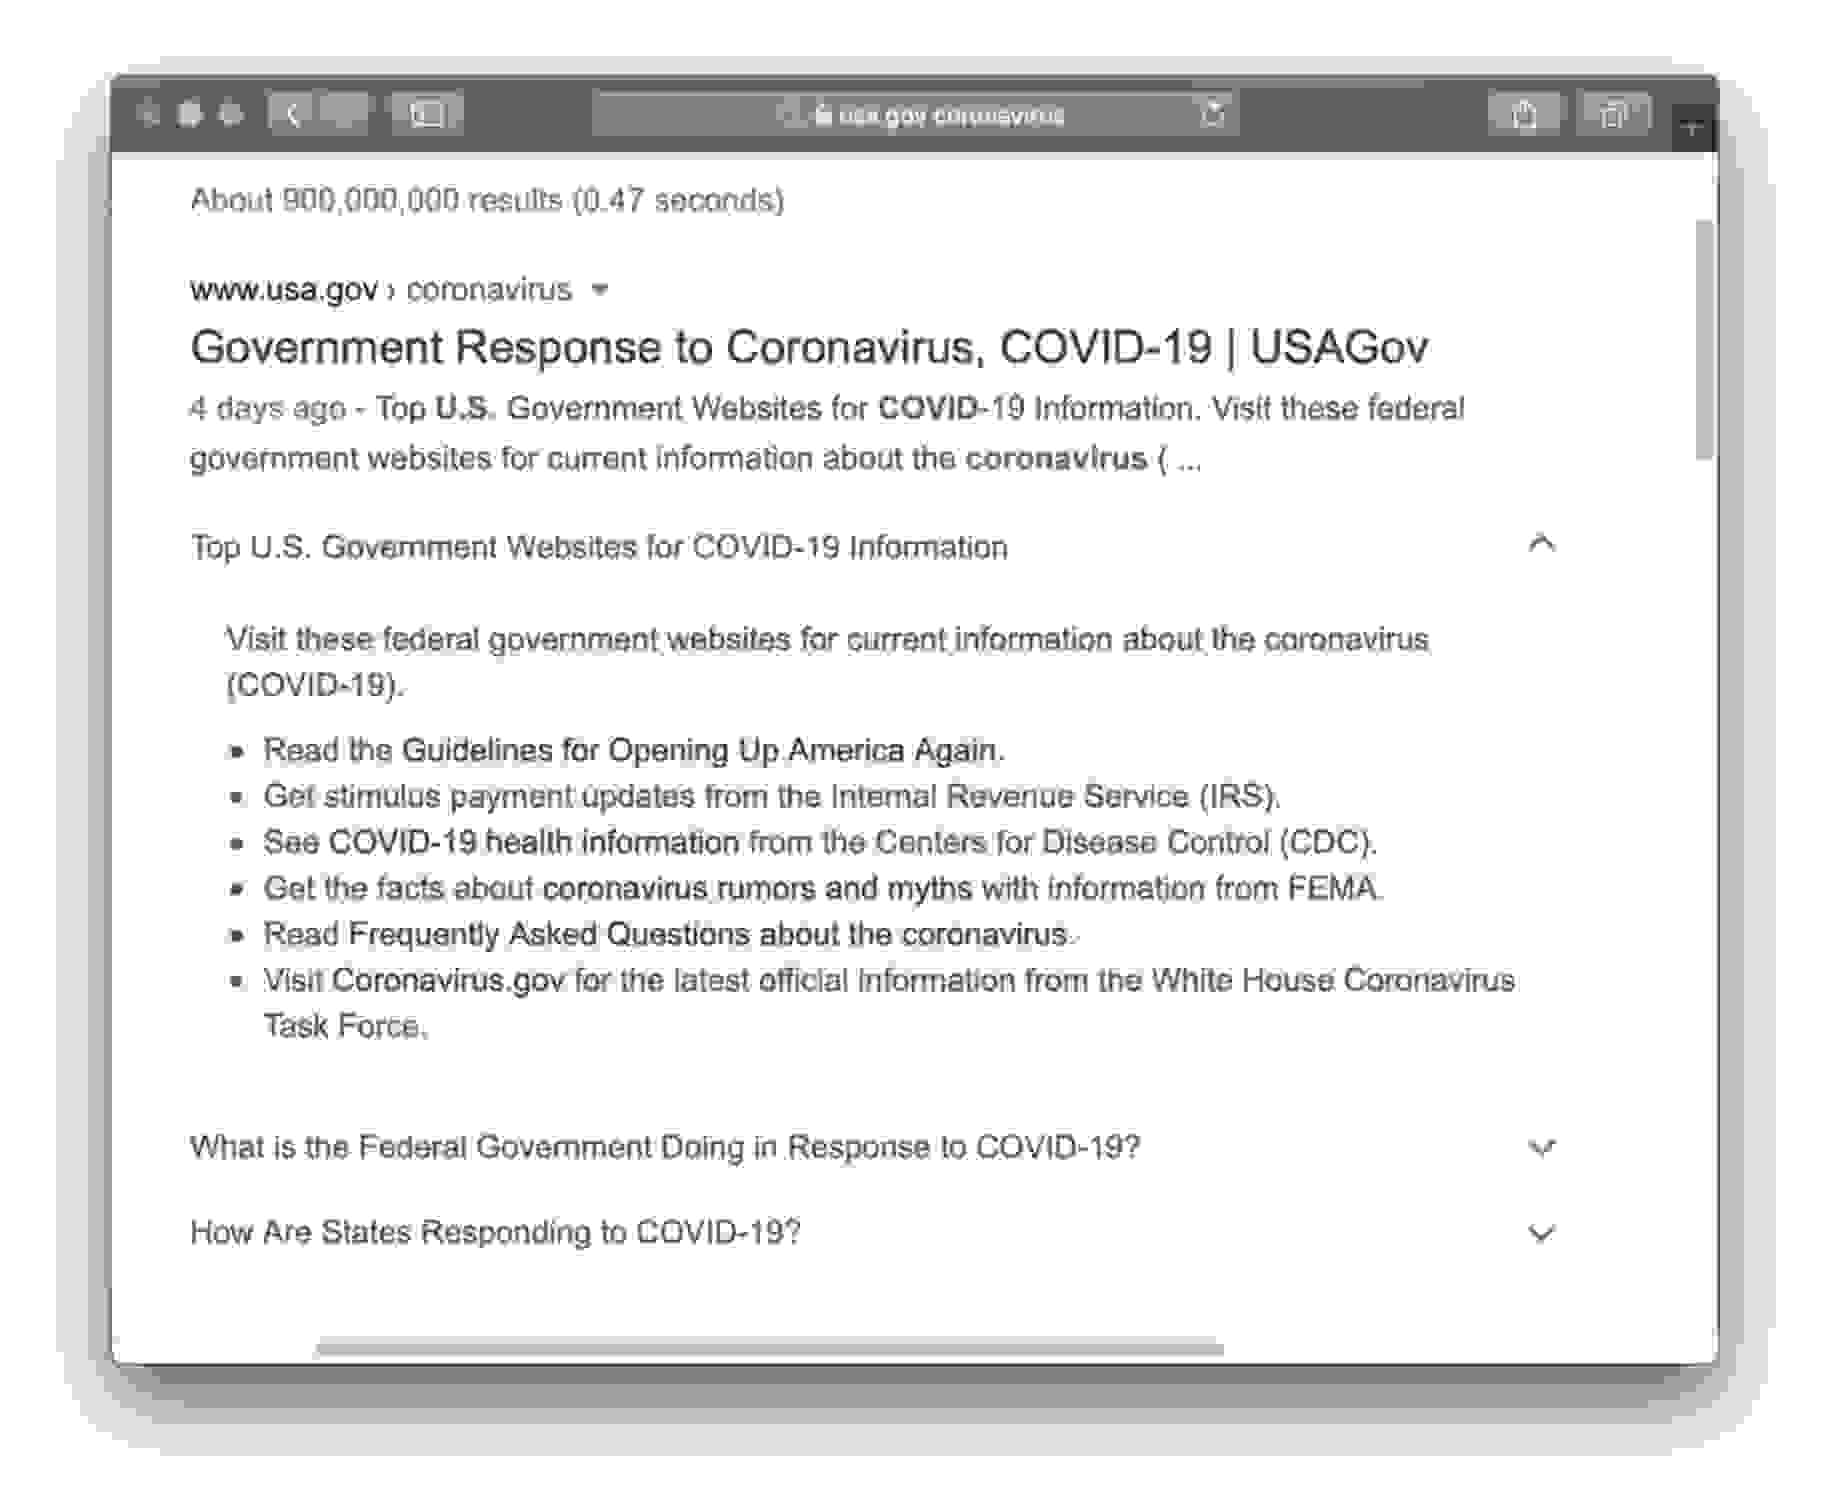 usa.gov coronavirus
About 900,000,000 results (0.47 seconds)
www.usa.gov › coronavirus
Government Response to Coronavirus, COVID-19 | USAGov
4 days ago - Top U.S. Government Websites for COVID-19 Information. Visit these federal
government websites for current information about the coronavirus ( ...
Top U.S. Government Websites for COVID-19 Information
Visit these federal government websites for current information about the coronavirus
(COVID-19).
• Read the Guidelines for Opening Up America Again.
• Get stimulus payment updates from the Internal Revenue Service (IRS).
• See COVID-19 health information from the Centers for Disease Control (CDC).
• Get the facts about coronavirus rumors and myths with information from FEMA.
• Read Frequently Asked Questions about the coronavirus.
• Visit Coronavirus.gov for the latest official information from the White House Coronavirus
Task Force.
What is the Federal Government Doing in Response to COVID-19?
How Are States Responding to COVID-19?